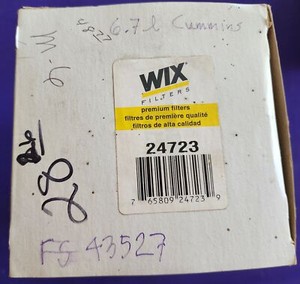 6.7l Cummins
WIX
FILTERS
premium filters
filtres de première qualité
filtros de alta calidad
24723
7 65809 24723 9
28
FS 43527